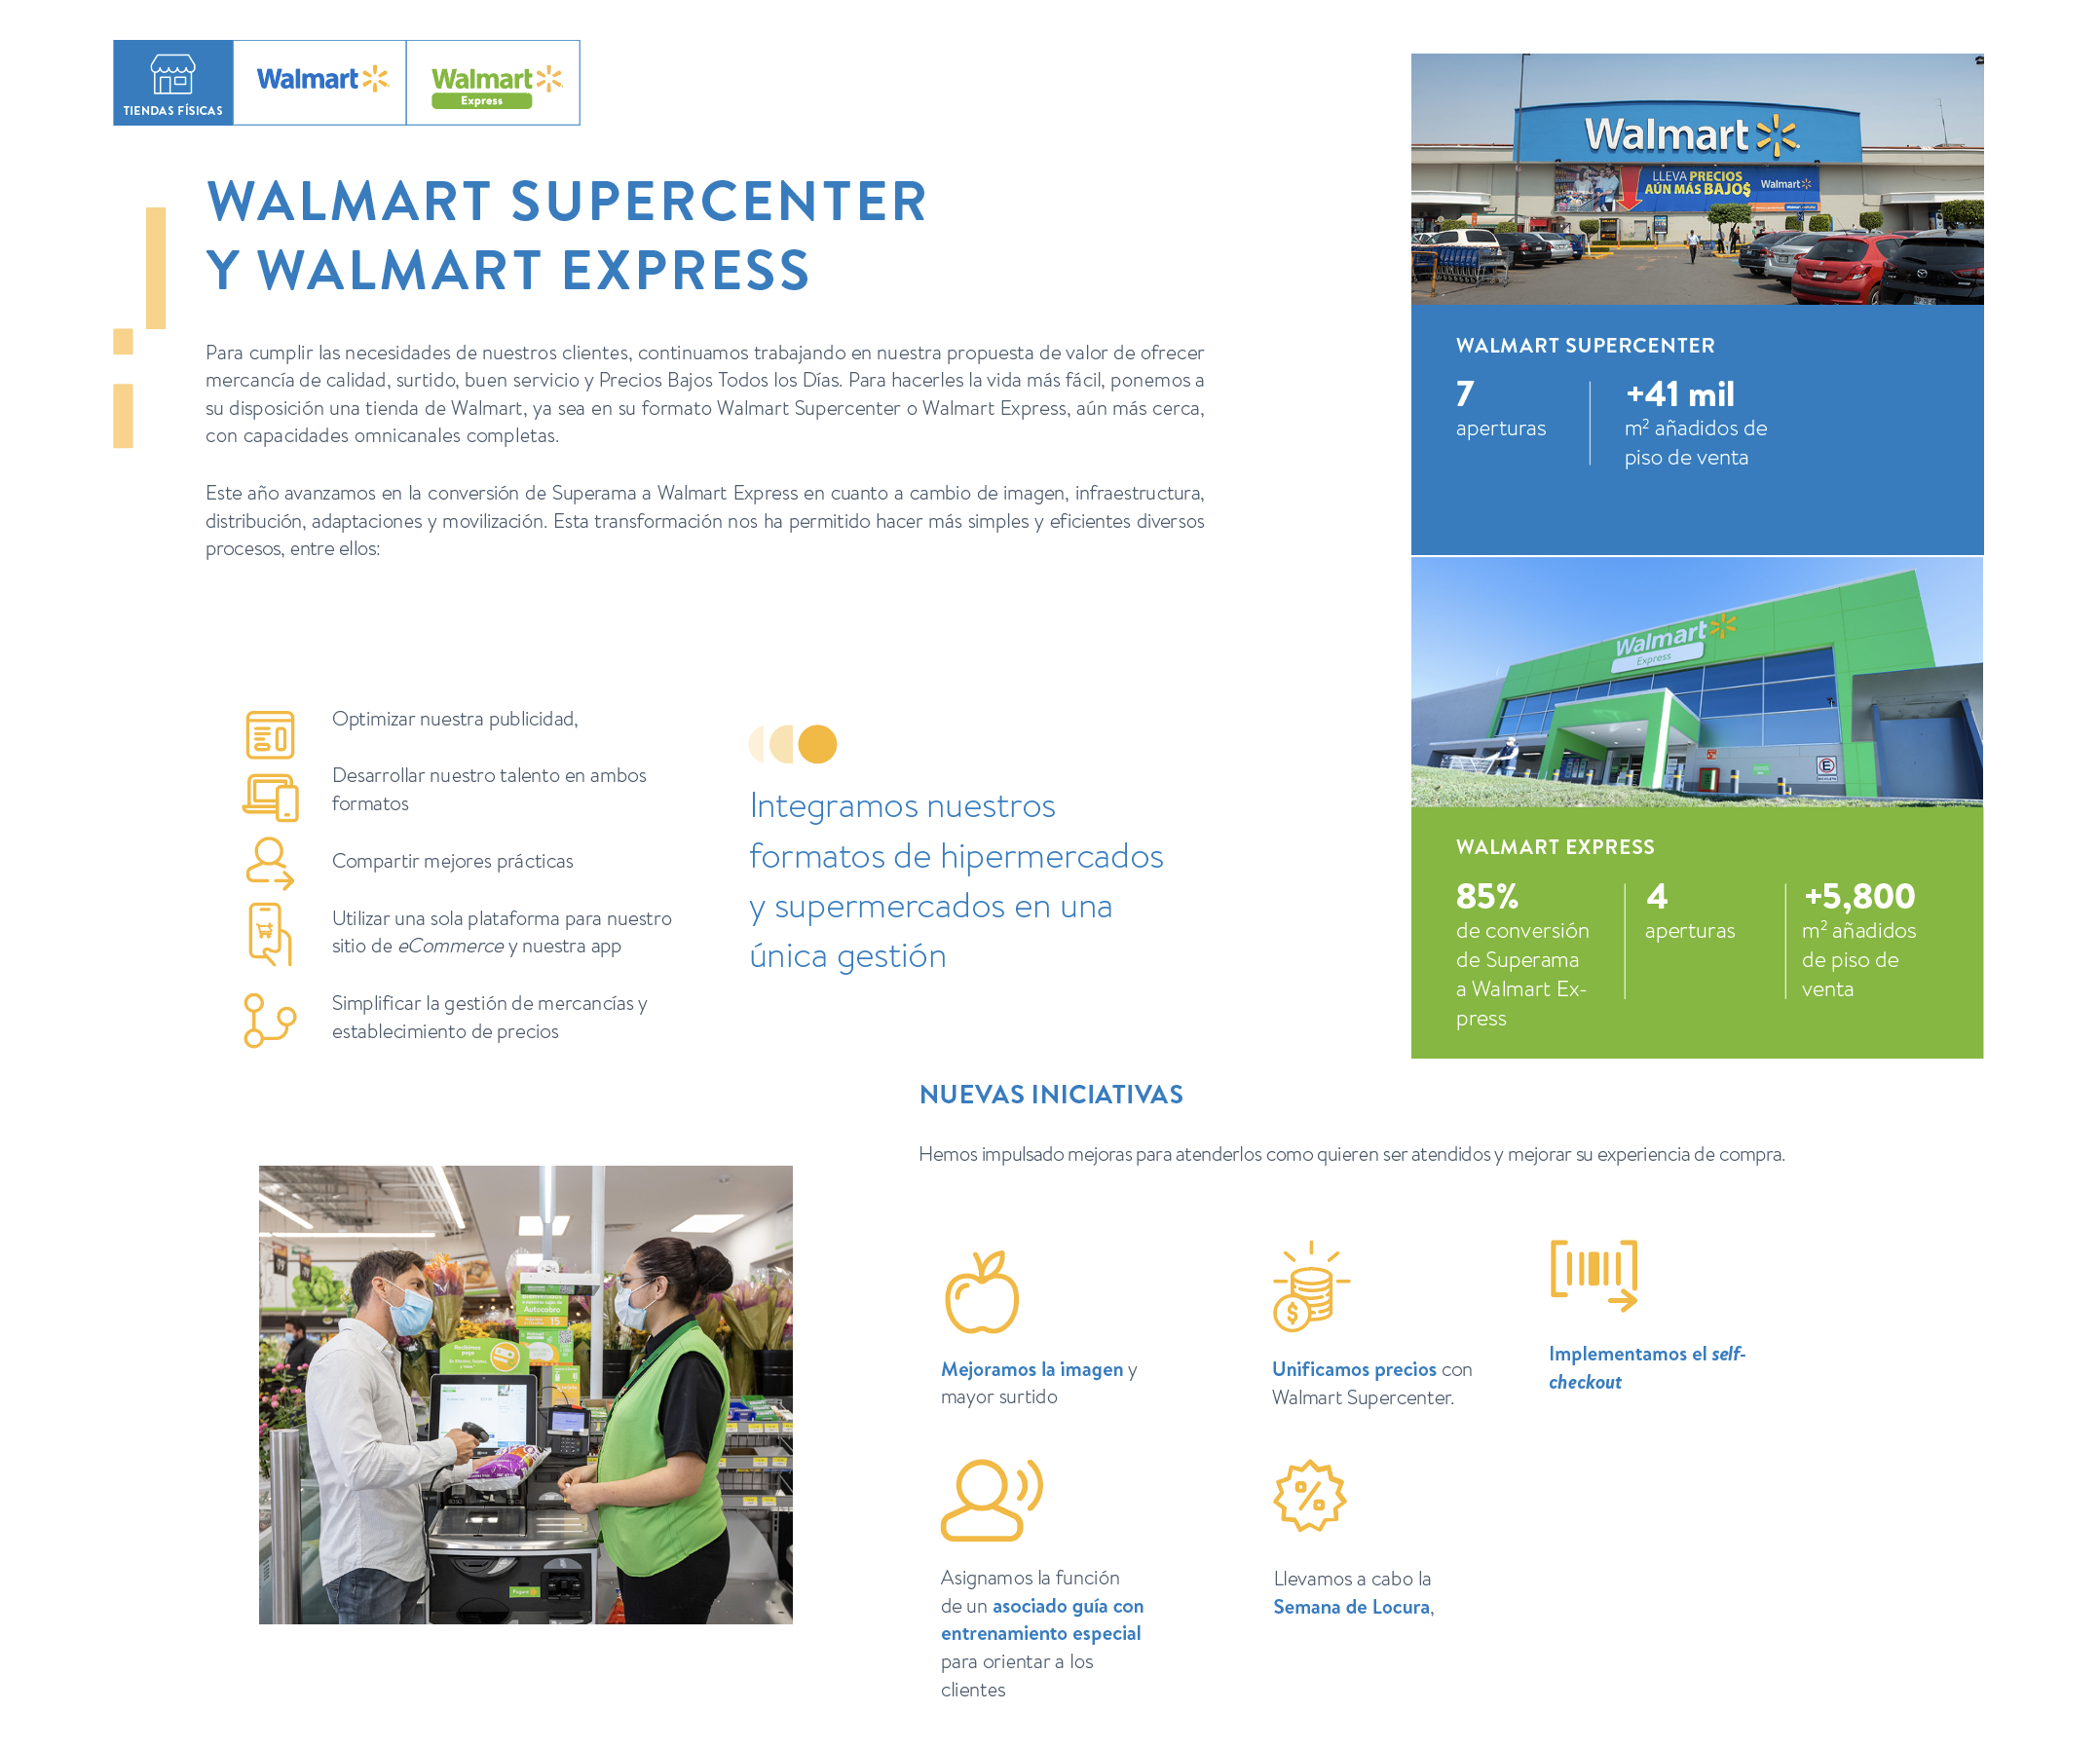 TIENDAS FÍSICAS
Walmart
Walmart
Express
WALMART SUPERCENTER
Y WALMART EXPRESS
Para cumplir las necesidades de nuestros clientes, continuamos trabajando en nuestra propuesta de valor de ofrecer
mercancía de calidad, surtido, buen servicio y Precios Bajos Todos los Días. Para hacerles la vida más fácil, ponemos a
su disposición una tienda de Walmart, ya sea en su formato Walmart Supercenter o Walmart Express, aún más cerca,
con capacidades omnicanales completas.
Este año avanzamos en la conversión de Superama a Walmart Express en cuanto a cambio de imagen, infraestructura,
distribución, adaptaciones y movilización. Esta transformación nos ha permitido hacer más simples y eficientes diversos
procesos, entre ellos:
Optimizar nuestra publicidad,
Desarrollar nuestro talento en ambos
formatos
Compartir mejores prácticas
Utilizar una sola plataforma para nuestro
sitio de eCommerce y nuestra app
Simplificar la gestión de mercancías y
establecimiento de precios
Integramos nuestros
formatos de hipermercados
y supermercados en una
única gestión
Walmart
LLEVA PRECIOS
AÚN MÁS BAJO$
Walmart
WALMART SUPERCENTER
7
aperturas
+41 mil
m² añadidos de
piso de venta
Walmart
Express
E
WALMART EXPRESS
85%
de conversión
de Superama
a Walmart Ex-
press
4
aperturas
+5,800
m² añadidos
de piso de
venta
NUEVAS INICIATIVAS
Hemos impulsado mejoras para atenderlos como quieren ser atendidos y mejorar su experiencia de compra.
Autocobro
15
Recibimos
pago
Mejoramos la imagen y
mayor surtido
$
Unificamos precios con
Walmart Supercenter.
Implementamos el self-
checkout
Asignamos la función
de un asociado guía con
entrenamiento especial
para orientar a los
clientes
%
Llevamos a cabo la
Semana de Locura,